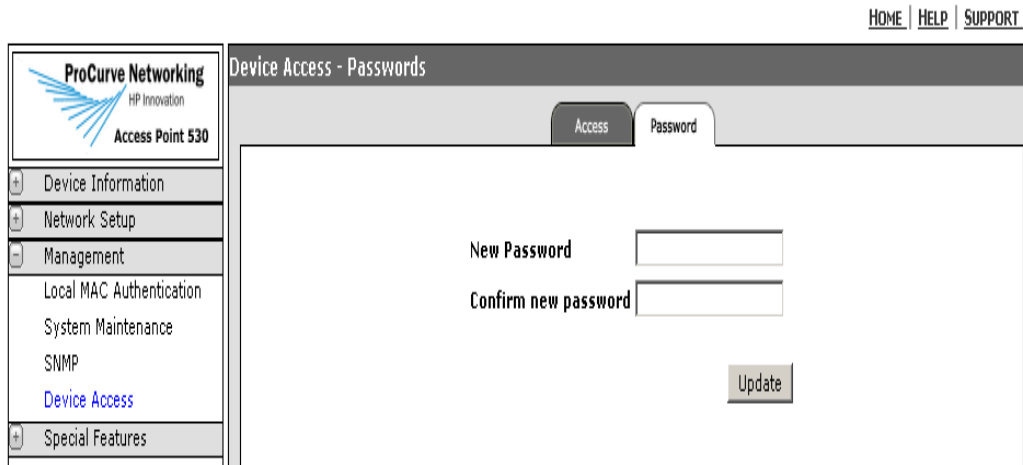 HOME | HELP | SUPPORT
ProCurve Networking
HP Innovation
Access Point 530
Device Access - Passwords
Access Password
+ Device Information
+ Network Setup
- Management
Local MAC Authentication
System Maintenance
SNMP
Device Access
+ Special Features
New Password
Confirm new password
Update